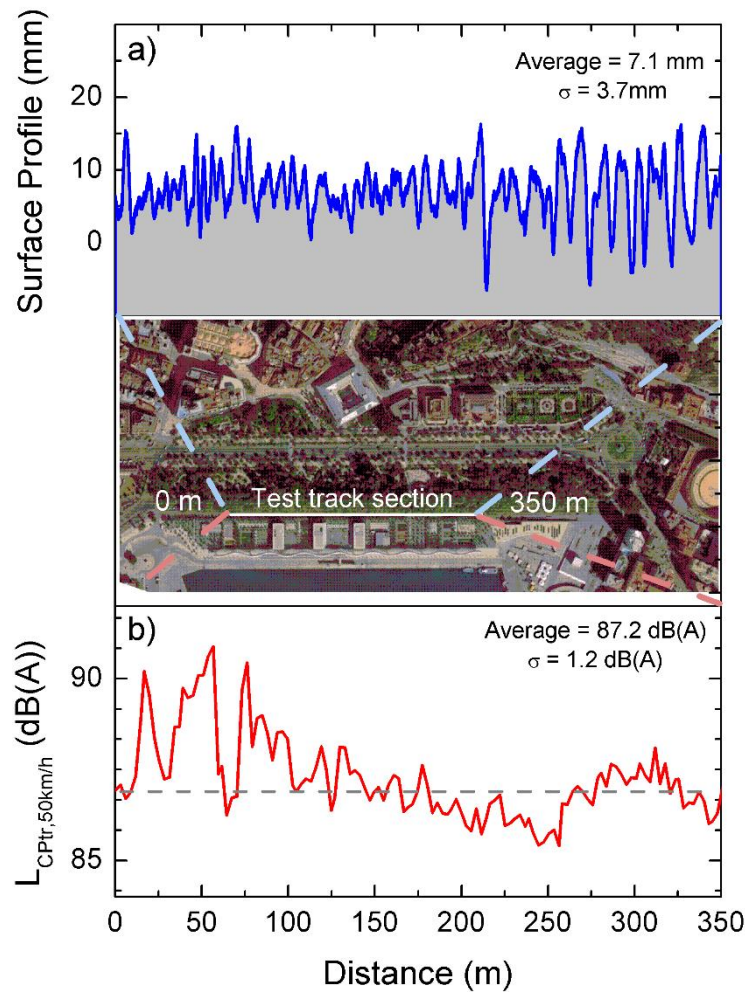 a)
Average = 7.1 mm
σ = 3.7mm
Surface Profile (mm)
20
10
0
0 m
Test track section
350 m
b)
Average = 87.2 dB(A)
σ = 1.2 dB(A)
L_CPtr,50km/h (dB(A))
90
85
0 50 100 150 200 250 300 350
Distance (m)